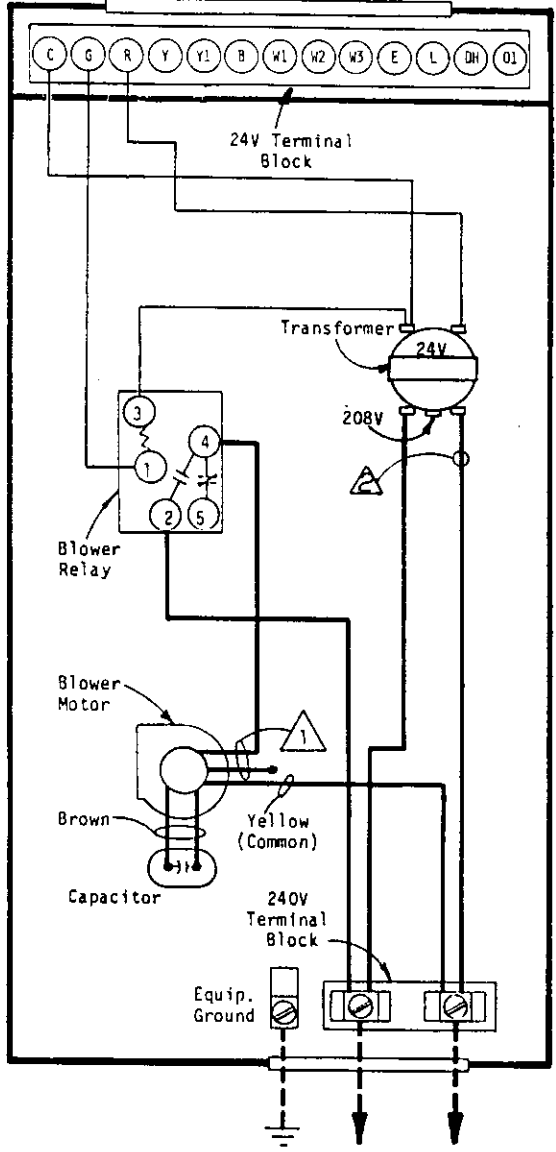 C G R Y Y1 B W1 W2 W3 E L DH O1
24V Terminal
Block
Transformer
24V
208V
2
3
4
1
2
5
Blower
Relay
Blower
Motor
1
Brown
Yellow
(Common)
Capacitor
240V
Terminal
Block
Equip.
Ground